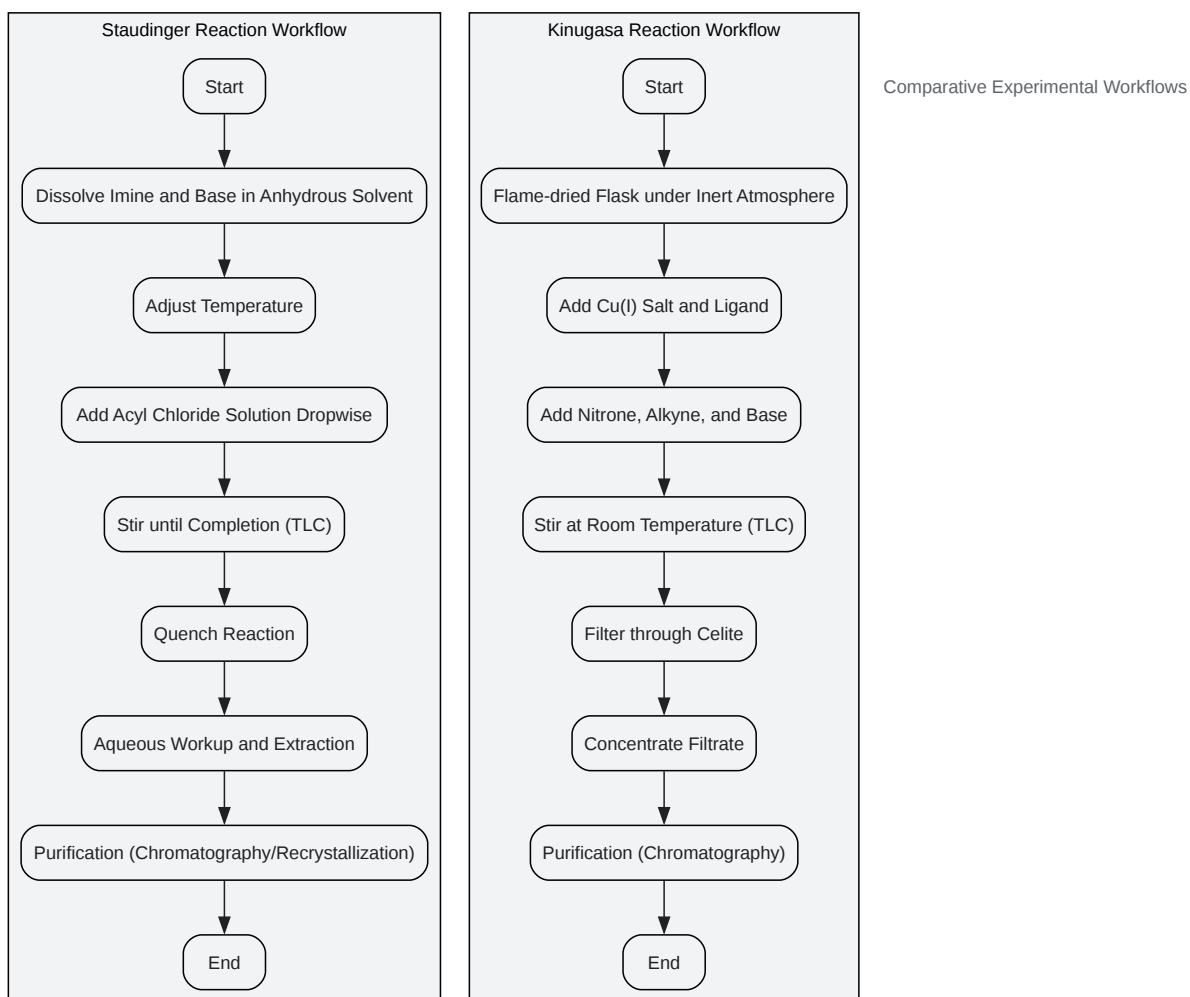 Staudinger Reaction Workflow
Start
Dissolve Imine and Base in Anhydrous Solvent
Adjust Temperature
Add Acyl Chloride Solution Dropwise
Stir until Completion (TLC)
Quench Reaction
Aqueous Workup and Extraction
Purification (Chromatography/Recrystallization)
End
Kinugasa Reaction Workflow
Start
Flame-dried Flask under Inert Atmosphere
Add Cu(I) Salt and Ligand
Add Nitrone, Alkyne, and Base
Stir at Room Temperature (TLC)
Filter through Celite
Concentrate Filtrate
Purification (Chromatography)
End
Comparative Experimental Workflows